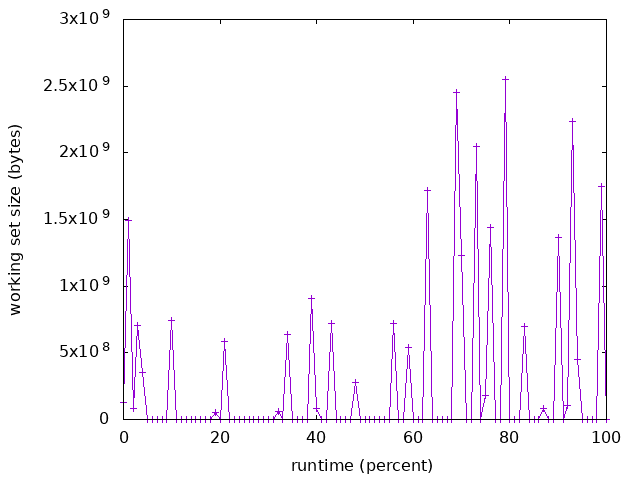 3x10^9
2.5x10^9
2x10^9
1.5x10^9
1x10^9
5x10^8
0
0 20 40 60 80 100
working set size (bytes)
runtime (percent)